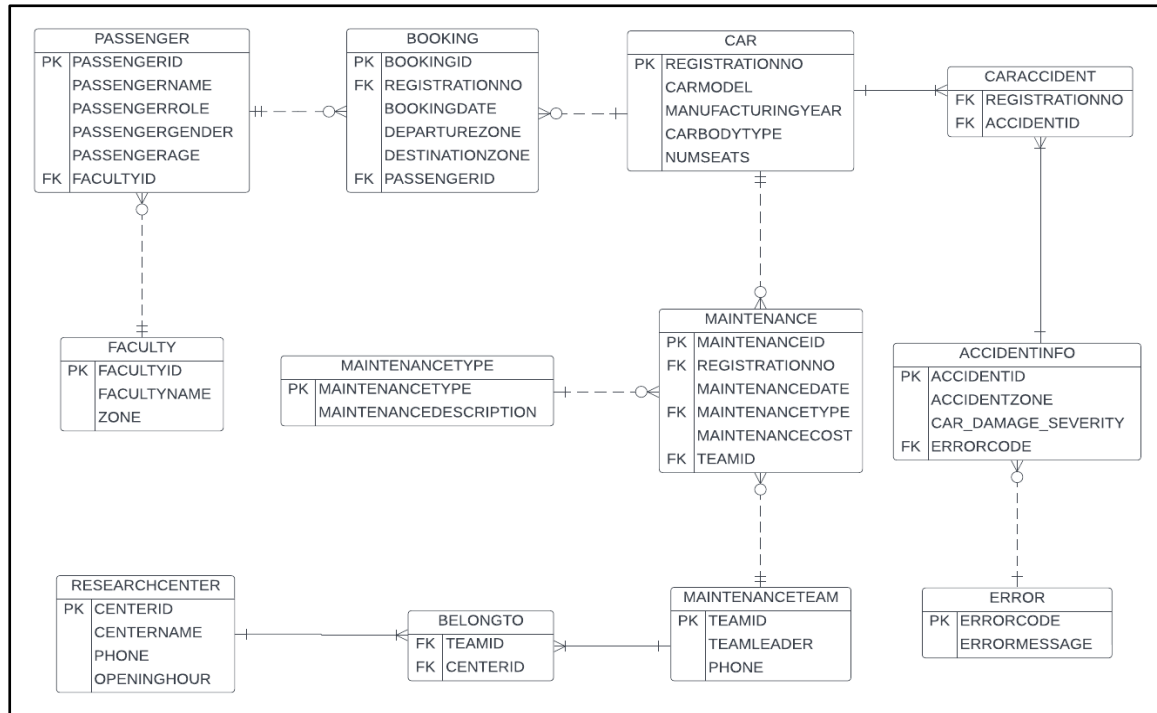 PASSENGER
PK PASSENGERID
PASSENGERNAME
PASSENGERROLE
PASSENGERGENDER
PASSENGERAGE
FK FACULTYID
BOOKING
PK BOOKINGID
FK REGISTRATIONNO
BOOKINGDATE
DEPARTUREZONE
DESTINATIONZONE
FK PASSENGERID
CAR
PK REGISTRATIONNO
CARMODEL
MANUFACTURINGYEAR
CARBODYTYPE
NUMSEATS
CARACCIDENT
FK REGISTRATIONNO
FK ACCIDENTID
FACULTY
PK FACULTYID
FACULTYNAME
ZONE
MAINTENANCETYPE
PK MAINTENANCETYPE
MAINTENANCEDESCRIPTION
MAINTENANCE
PK MAINTENANCEID
FK REGISTRATIONNO
MAINTENANCEDATE
FK MAINTENANCETYPE
MAINTENANCECOST
FK TEAMID
ACCIDENTINFO
PK ACCIDENTID
ACCIDENTZONE
CAR_DAMAGE_SEVERITY
FK ERRORCODE
RESEARCHCENTER
PK CENTERID
CENTERNAME
PHONE
OPENINGHOUR
BELONGTO
FK TEAMID
FK CENTERID
MAINTENANCETEAM
PK TEAMID
TEAMLEADER
PHONE
ERROR
PK ERRORCODE
ERRORMESSAGE